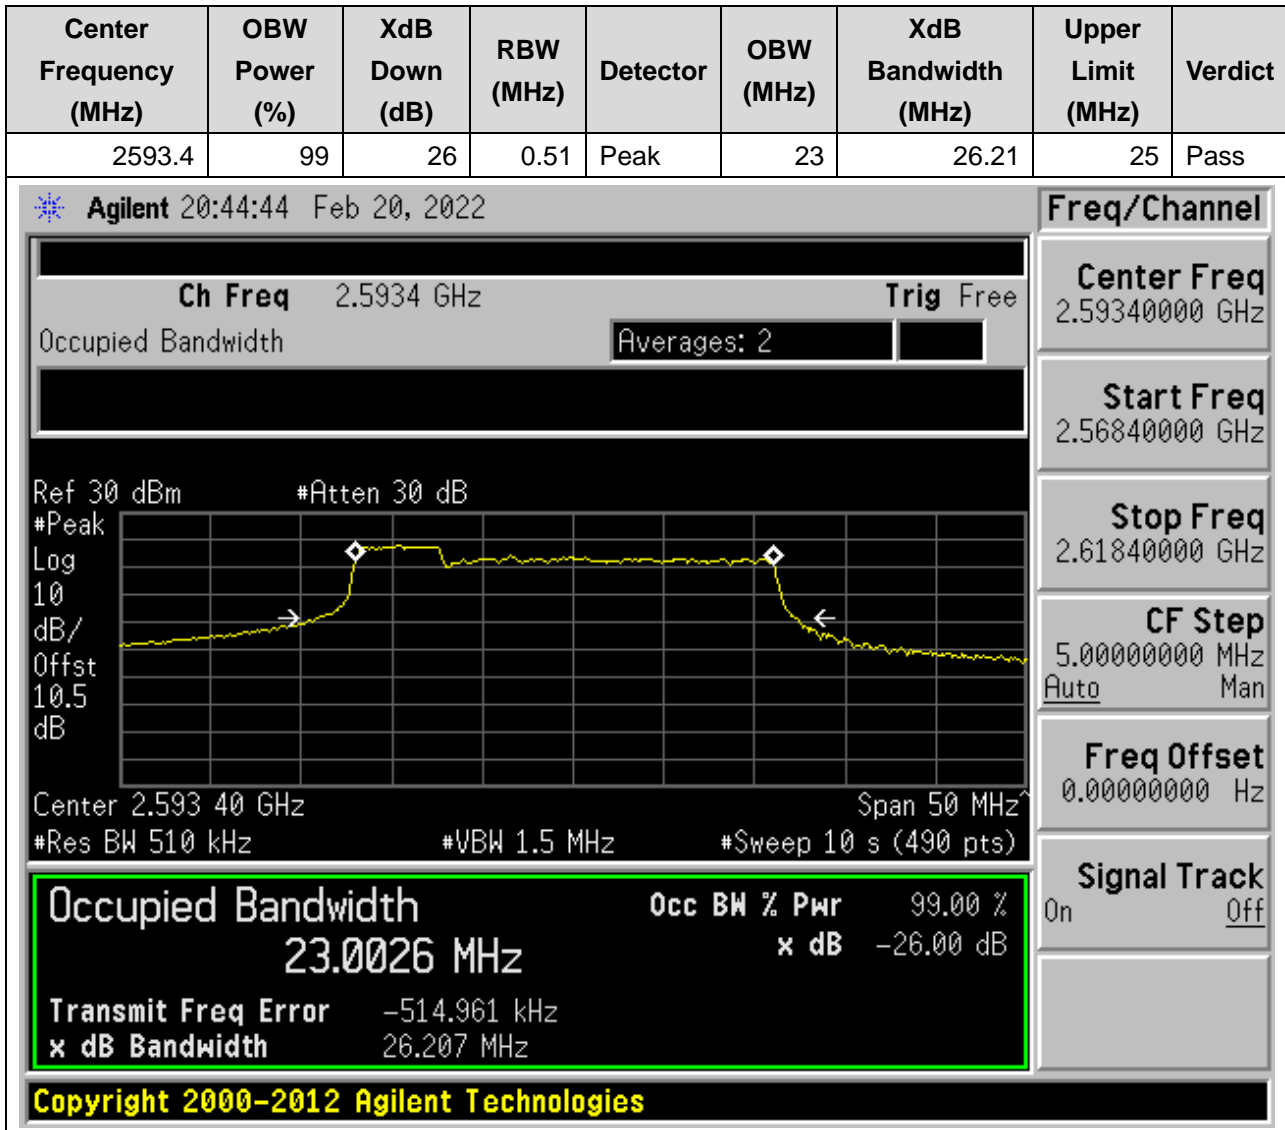 Center Frequency (MHz) OBW Power (%) XdB Down (dB) RBW (MHz) Detector OBW (MHz) XdB Bandwidth (MHz) Upper Limit (MHz) Verdict
2593.4 99 26 0.51 Peak 23 26.21 25 Pass
Agilent 20:44:44 Feb 20, 2022
Freq/Channel
Ch Freq 2.5934 GHz Trig Free
Occupied Bandwidth Averages: 2
Ref 30 dBm #Atten 30 dB
#Peak
Log
10
dB/
Offst
10.5
dB
Center 2.593 40 GHz Span 50 MHz^
#Res BW 510 kHz #VBW 1.5 MHz #Sweep 10 s (490 pts)
Occupied Bandwidth Occ BW % Pwr 99.00 %
23.0026 MHz x dB -26.00 dB
Transmit Freq Error -514.961 kHz
x dB Bandwidth 26.207 MHz
Center Freq
2.59340000 GHz
Start Freq
2.56840000 GHz
Stop Freq
2.61840000 GHz
CF Step
5.00000000 MHz
Auto Man
Freq Offset
0.00000000 Hz
Signal Track
On Off
Copyright 2000-2012 Agilent Technologies